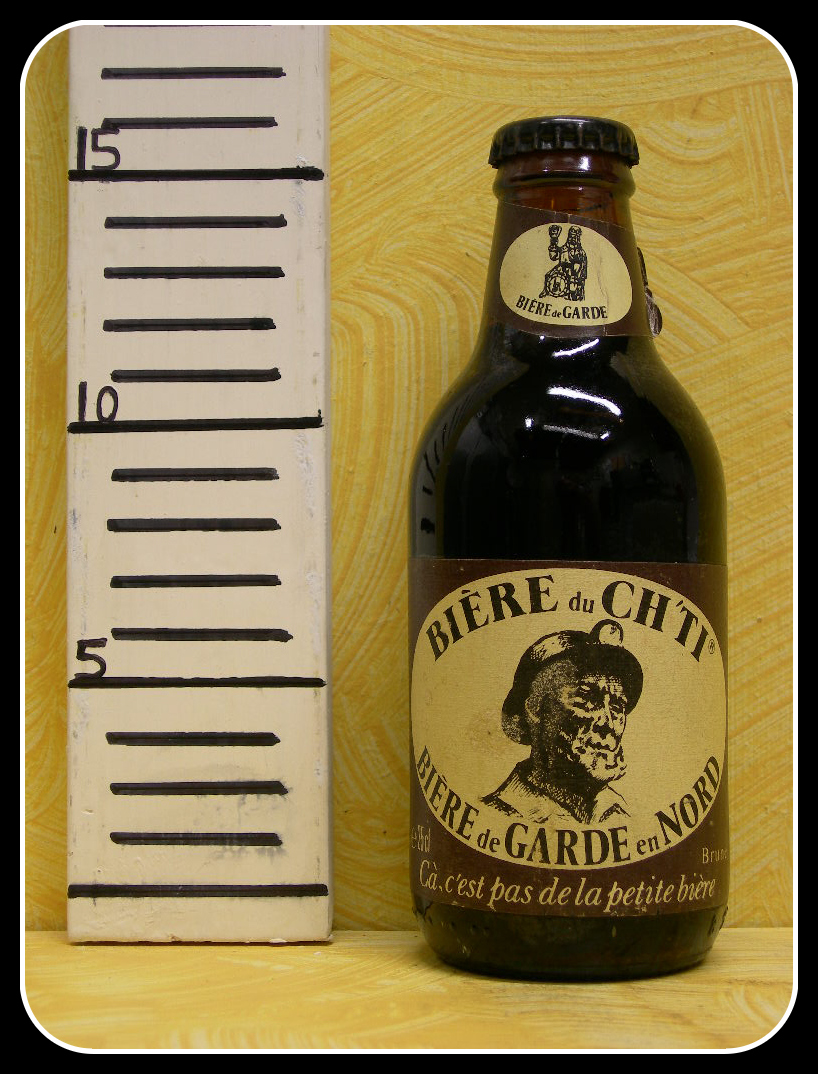 15
10
5
BIÈRE de GARDE
BIÈRE du CH'TI®
BIÈRE de GARDE en NORD
Brune
Cà, c'est pas de la petite bière